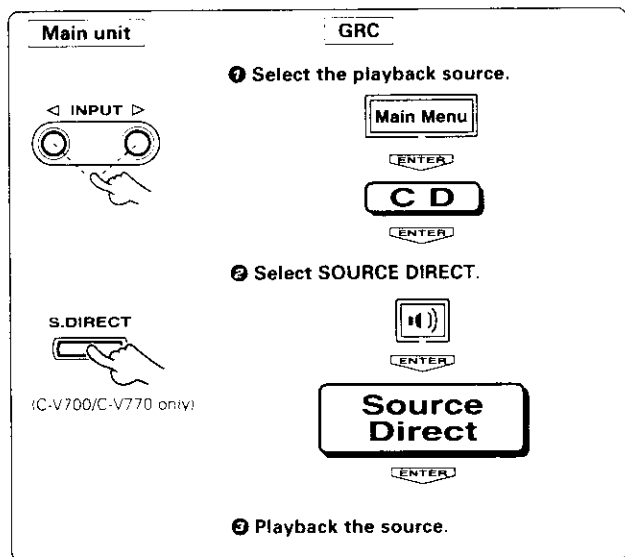 Main unit
GRC
❶ Select the playback source.
◁ INPUT ▷
Main Menu
ENTER
C D
ENTER
❷ Select SOURCE DIRECT.
S.DIRECT
(C-V700/C-V770 only)
ENTER
Source
Direct
ENTER
❸ Playback the source.